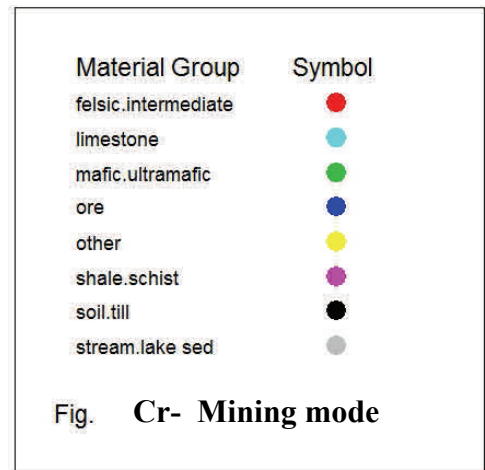 Material Group Symbol
felsic.intermediate
limestone
mafic.ultramafic
ore
other
shale.schist
soil.till
stream.lake sed
Fig. Cr- Mining mode